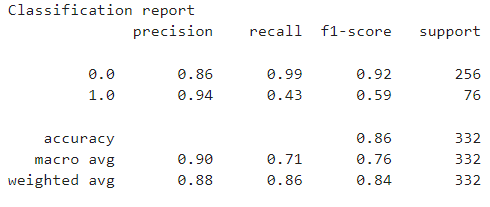 Classification report
precision recall f1-score support
0.0 0.86 0.99 0.92 256
1.0 0.94 0.43 0.59 76
accuracy 0.86 332
macro avg 0.90 0.71 0.76 332
weighted avg 0.88 0.86 0.84 332